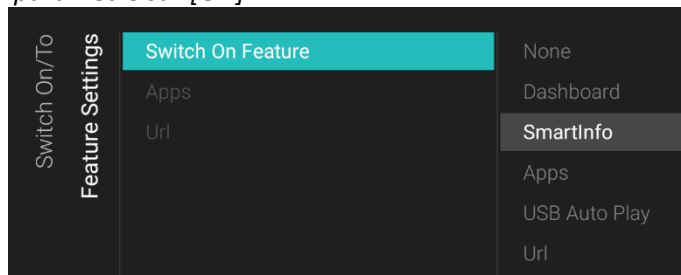 Switch On/To
Feature Settings
Switch On Feature
Apps
Url
None
Dashboard
SmartInfo
Apps
USB Auto Play
Url